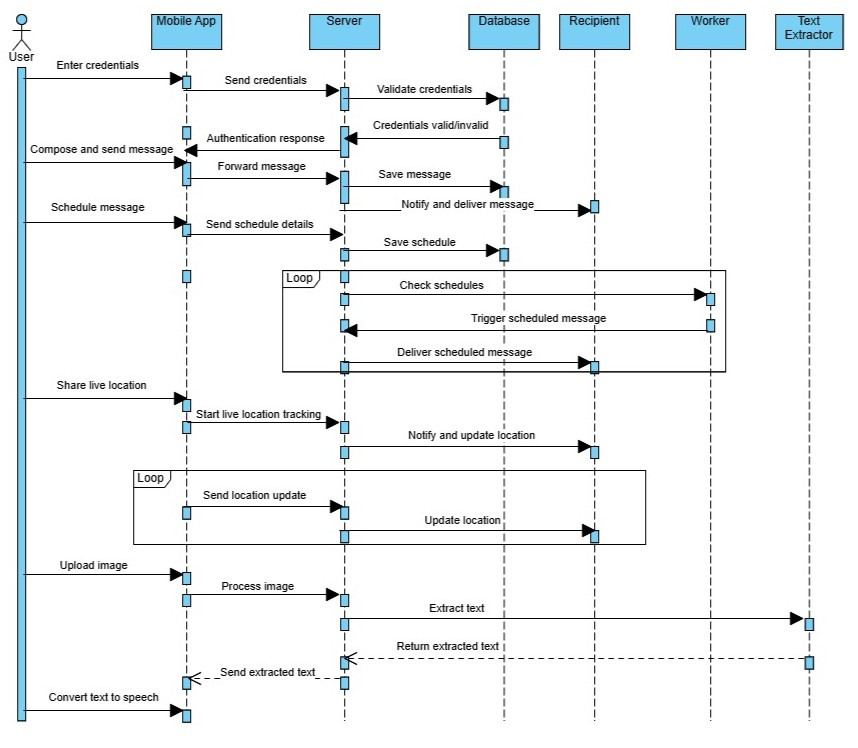 Mobile App
Server
Database
Recipient
Worker
Text
Extractor
User
Enter credentials
Send credentials
Validate credentials
Credentials valid/invalid
Authentication response
Compose and send message
Forward message
Save message
Notify and deliver message
Schedule message
Send schedule details
Save schedule
Loop
Check schedules
Trigger scheduled message
Deliver scheduled message
Share live location
Start live location tracking
Notify and update location
Loop
Send location update
Update location
Upload image
Process image
Extract text
Return extracted text
Send extracted text
Convert text to speech